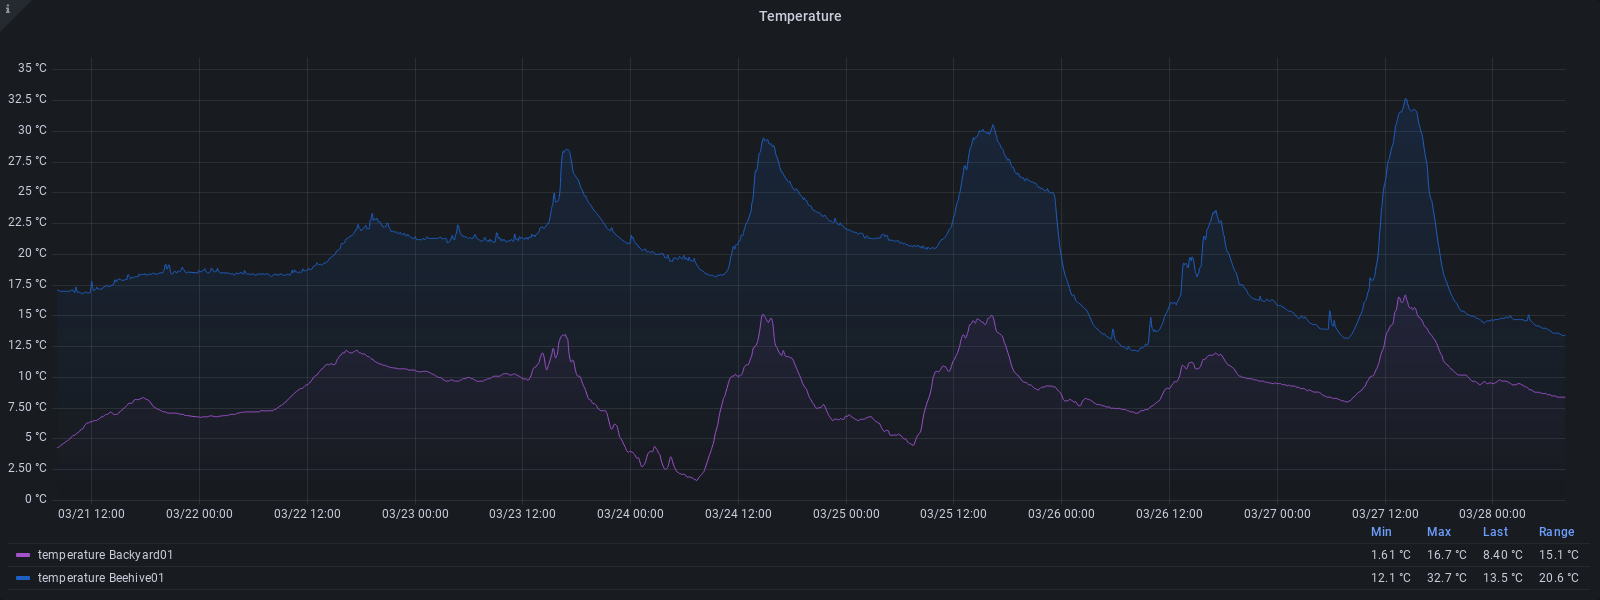 i
Temperature
35 °C
32.5 °C
30 °C
27.5 °C
25 °C
22.5 °C
20 °C
17.5 °C
15 °C
12.5 °C
10 °C
7.50 °C
5 °C
2.50 °C
0 °C
03/21 12:00 03/22 00:00 03/22 12:00 03/23 00:00 03/23 12:00 03/24 00:00 03/24 12:00 03/25 00:00 03/25 12:00 03/26 00:00 03/26 12:00 03/27 00:00 03/27 12:00 03/28 00:00
Min Max Last Range
temperature Backyard01 1.61 °C 16.7 °C 8.40 °C 15.1 °C
temperature Beehive01 12.1 °C 32.7 °C 13.5 °C 20.6 °C